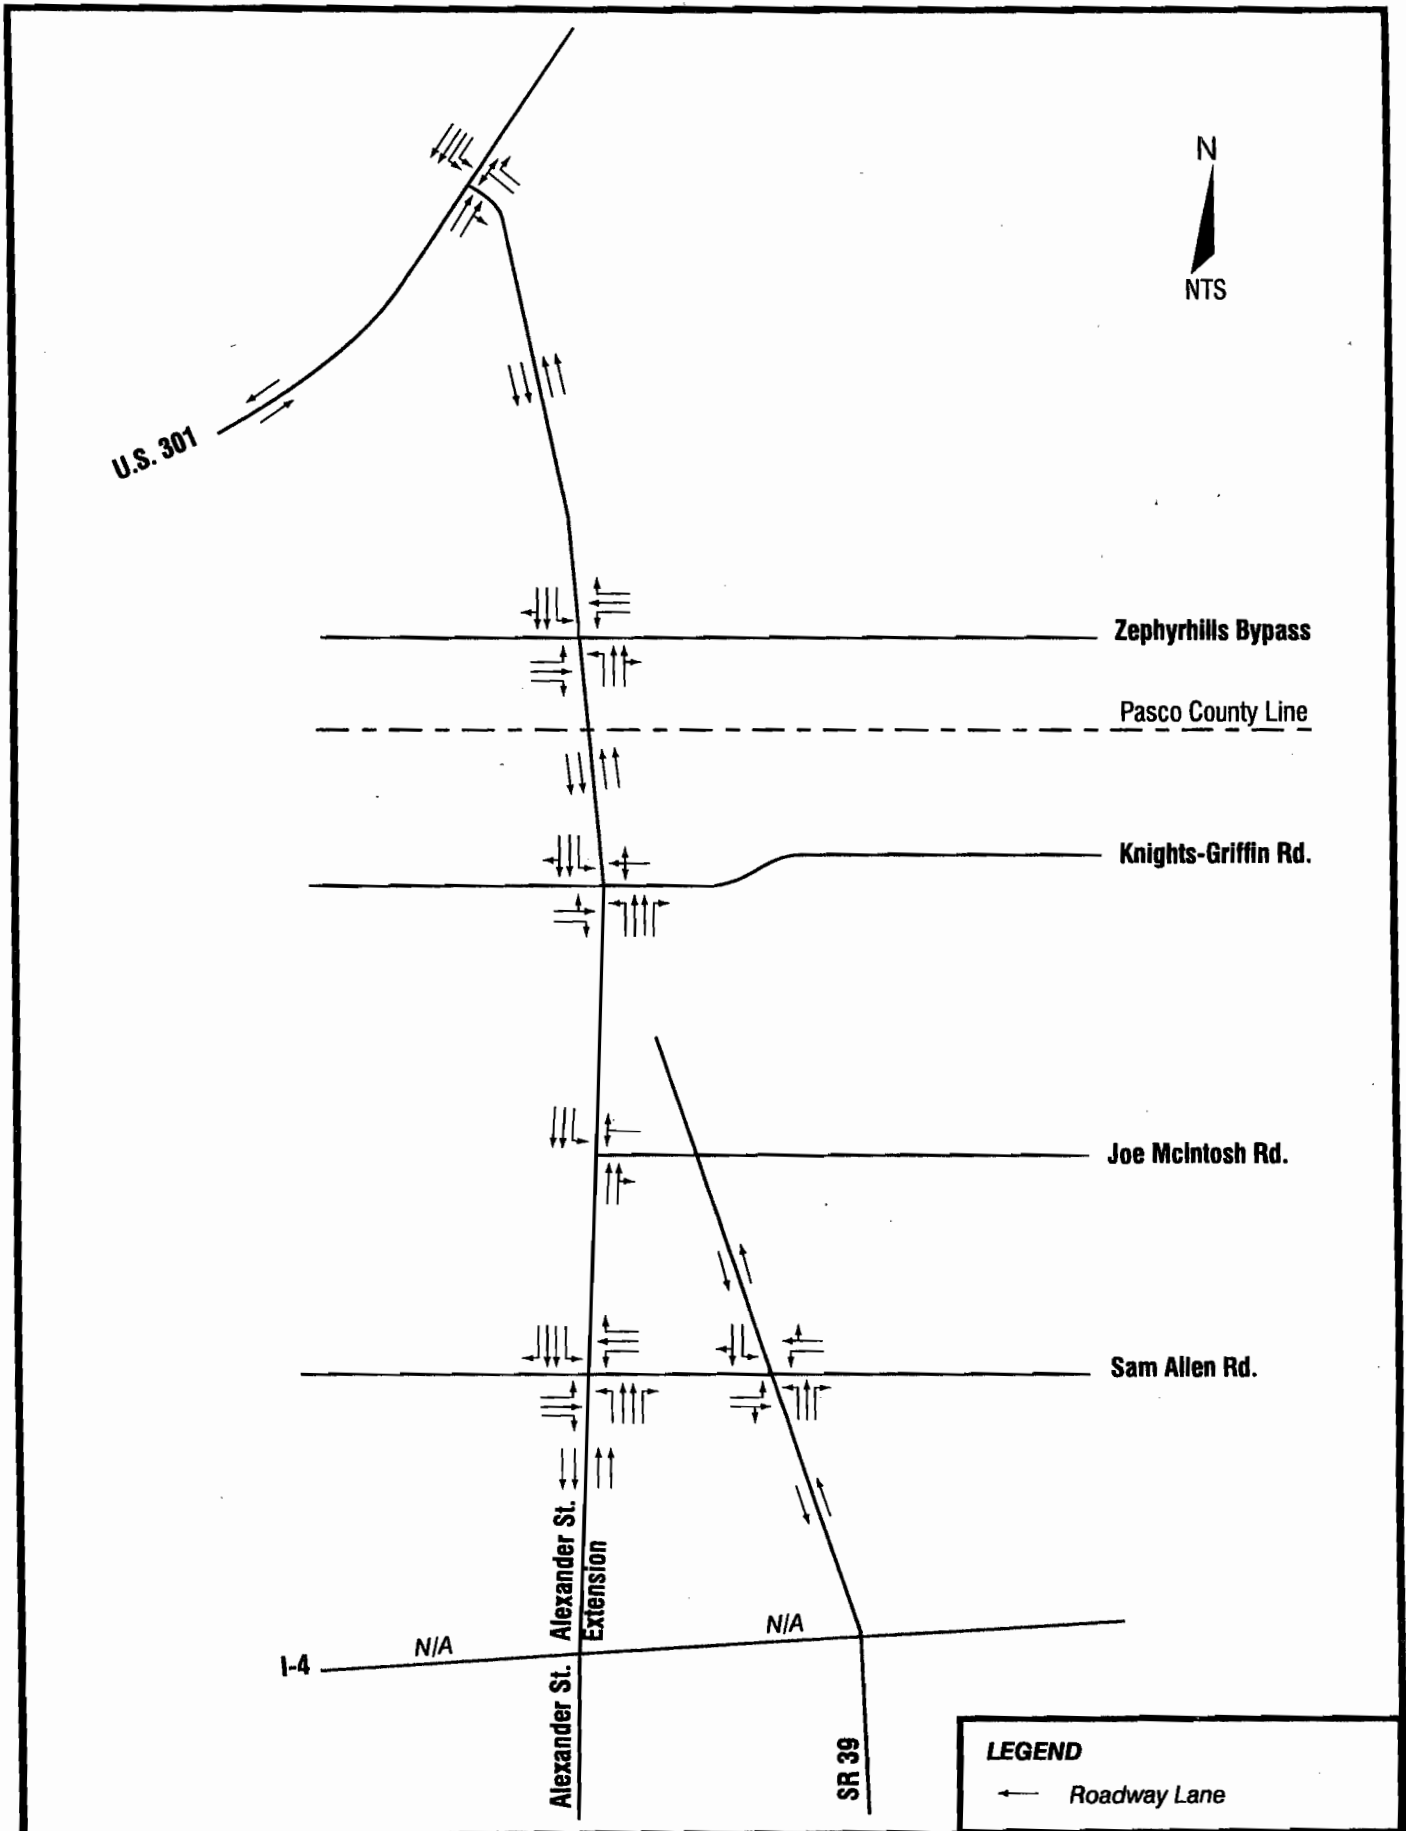 N
NTS
U.S. 301
Zephyrhills Bypass
Pasco County Line
Knights-Griffin Rd.
Joe McIntosh Rd.
Sam Allen Rd.
Alexander St.
Extension
N/A
N/A
I-4
Alexander St.
SR 39
LEGEND
Roadway Lane